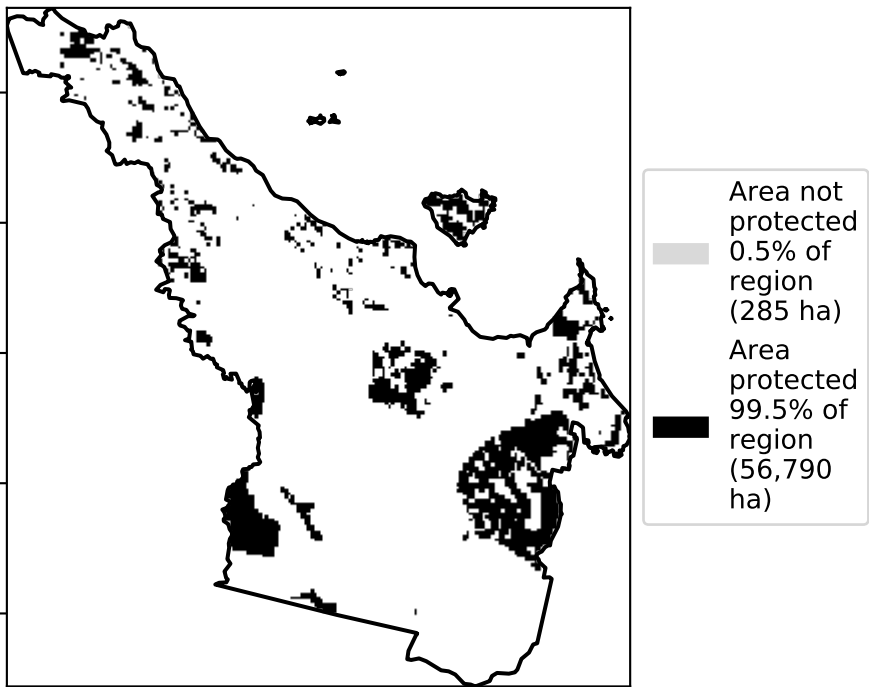 Area not
protected
0.5% of
region
(285 ha)
Area
protected
99.5% of
region
(56,790
ha)